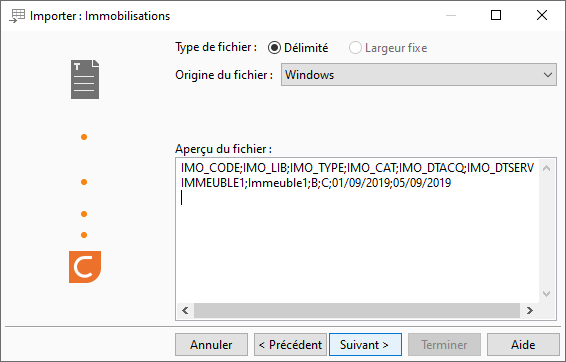 Importer : Immobilisations
Type de fichier : Délimité Largeur fixe
Origine du fichier : Windows
Aperçu du fichier :
IMO_CODE;IMO_LIB;IMO_TYPE;IMO_CAT;IMO_DTACQ;IMO_DTSERV
IMMEUBLE1;Immeuble1;B;C;01/09/2019;05/09/2019
Annuler < Précédent Suivant > Terminer Aide